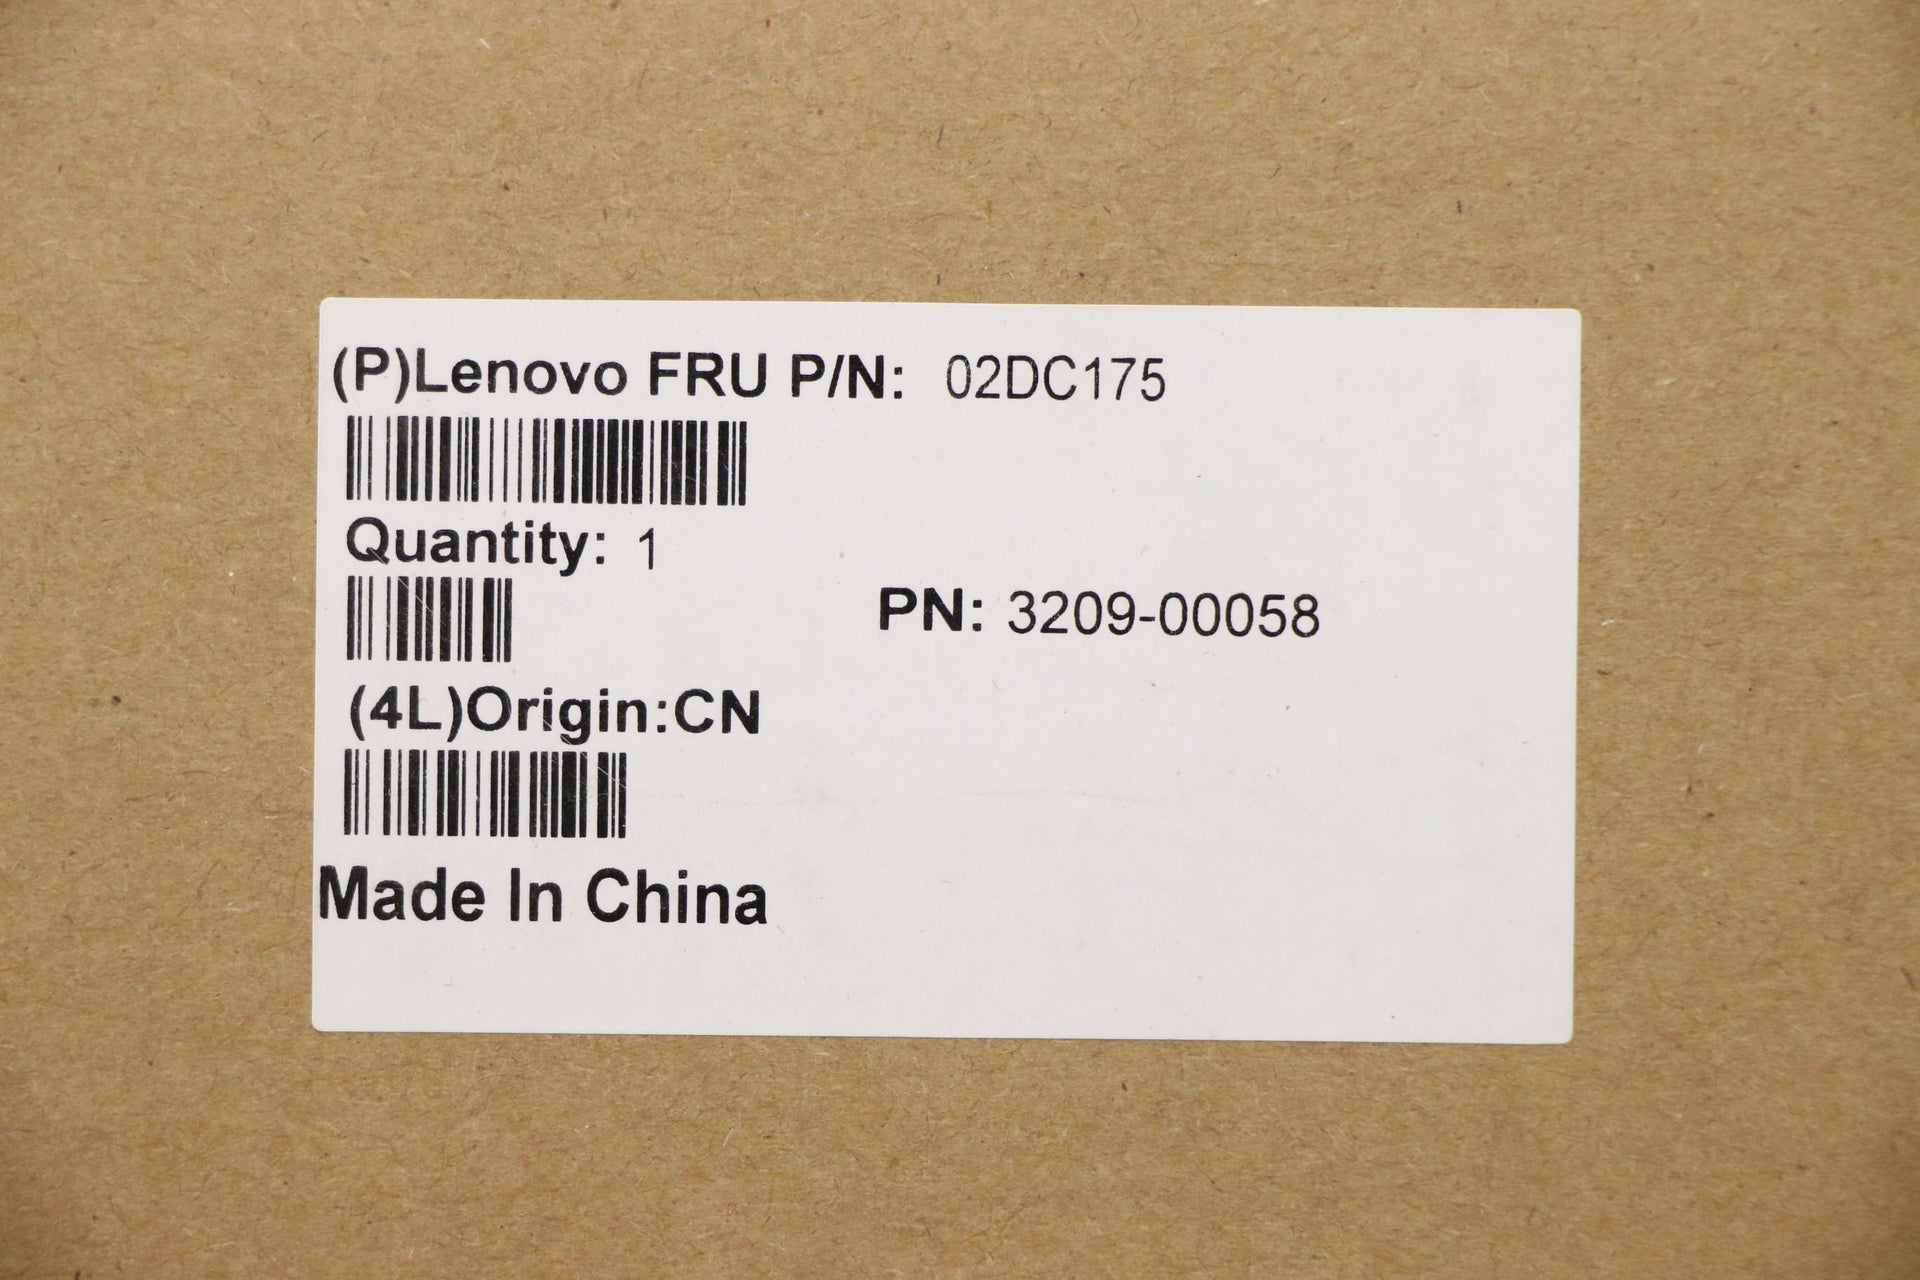 (P)Lenovo FRU P/N: 02DC175
Quantity: 1
PN: 3209-00058
(4L)Origin:CN
Made In China